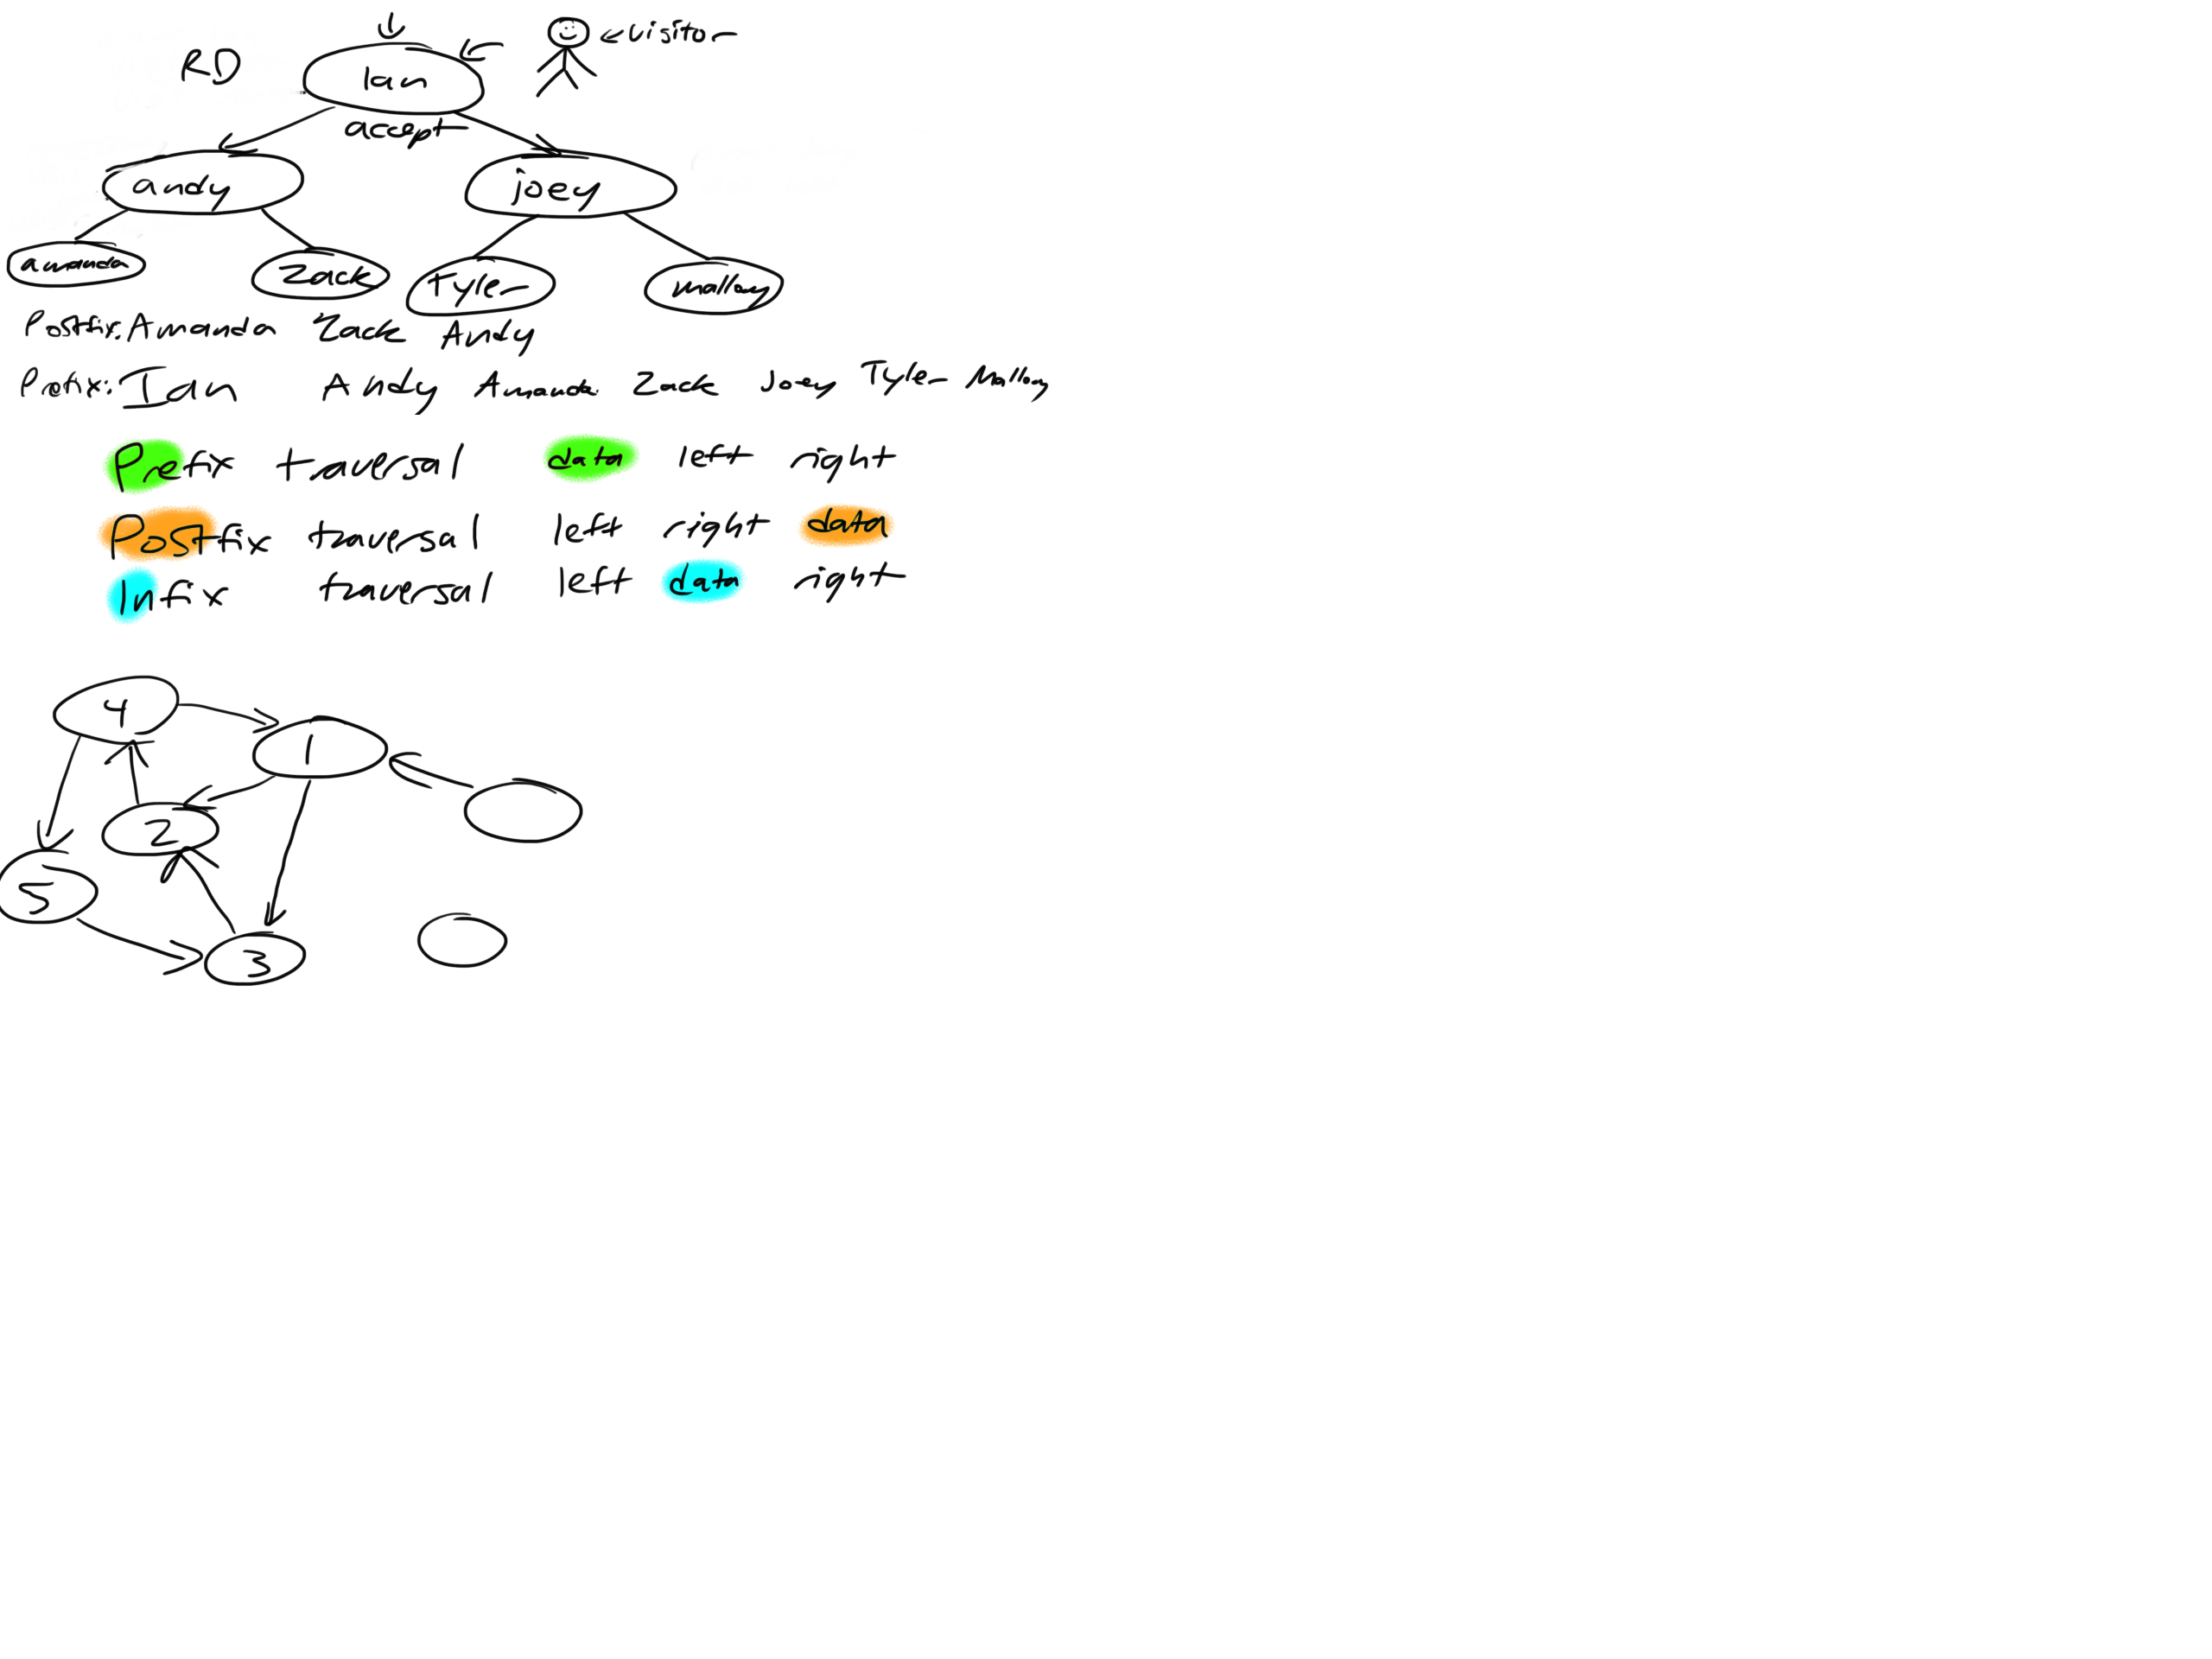 RD
Ian
visitor
accept
andy joey
amanda Zack Tyler mallory
Postfix: Amanda Zack Andy
Prefix: Ian Andy Amanda Zack Joey Tyler Mallory
Prefix traversal data left right
Postfix traversal left right data
Infix traversal left data right
4
1
2
5
3